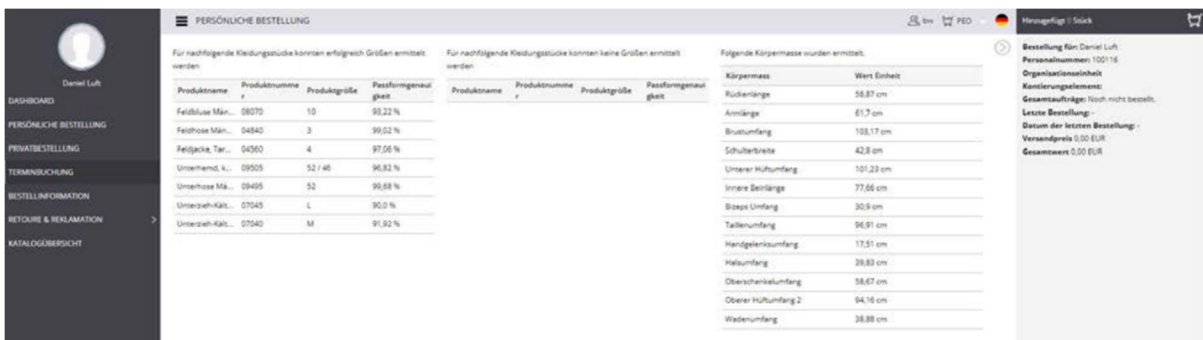 Daniel Luft
DASHBOARD
PERSÖNLICHE BESTELLUNG
PRIVATBESTELLUNG
TERMINBUCHUNG
BESTELLINFORMATION
RETOURE & REKLAMATION >
KATALOGÜBERSICHT
PERSÖNLICHE BESTELLUNG
bw PEO
Für nachfolgende Kleidungsstücke konnten erfolgreich Größen ermittelt
werden
Produktname Produktnumme
r Produktgröße Passformgenaui
gkeit
Feldbluse Män... 08070 10 93,22 %
Feldhose Män... 04840 3 99,02 %
Feldjacke, Tar... 04560 4 97,06 %
Unterhemd, k... 09505 52 / 46 96,82 %
Unterhose Mä... 09495 52 99,68 %
Unterzieh-Kält... 07045 L 90,0 %
Unterzieh-Kält... 07040 M 91,92 %
Für nachfolgende Kleidungsstücke konnten keine Größen ermittelt
werden
Produktname Produktnumme
r Produktgröße Passformgenaui
gkeit
Folgende Körpermasse wurden ermittelt.
Körpermass Wert Einheit
Rückenlänge 58,87 cm
Armlänge 61,7 cm
Brustumfang 103,17 cm
Schulterbreite 42,8 cm
Unterer Hüftumfang 101,23 cm
Innere Beinlänge 77,66 cm
Bizeps Umfang 30,9 cm
Taillenumfang 96,91 cm
Handgelenksumfang 17,51 cm
Halsumfang 39,83 cm
Oberschenkelumfang 58,67 cm
Oberer Hüftumfang 2 94,16 cm
Wadenumfang 38,88 cm
Hinzugefügt 0 Stück
Bestellung für: Daniel Luft
Personalnummer: 100116
Organisationseinheit
Kontierungselement:
Gesamtaufträge: Noch nicht bestellt.
Letzte Bestellung: -
Datum der letzten Bestellung: -
Versandpreis 0,00 EUR
Gesamtwert 0,00 EUR